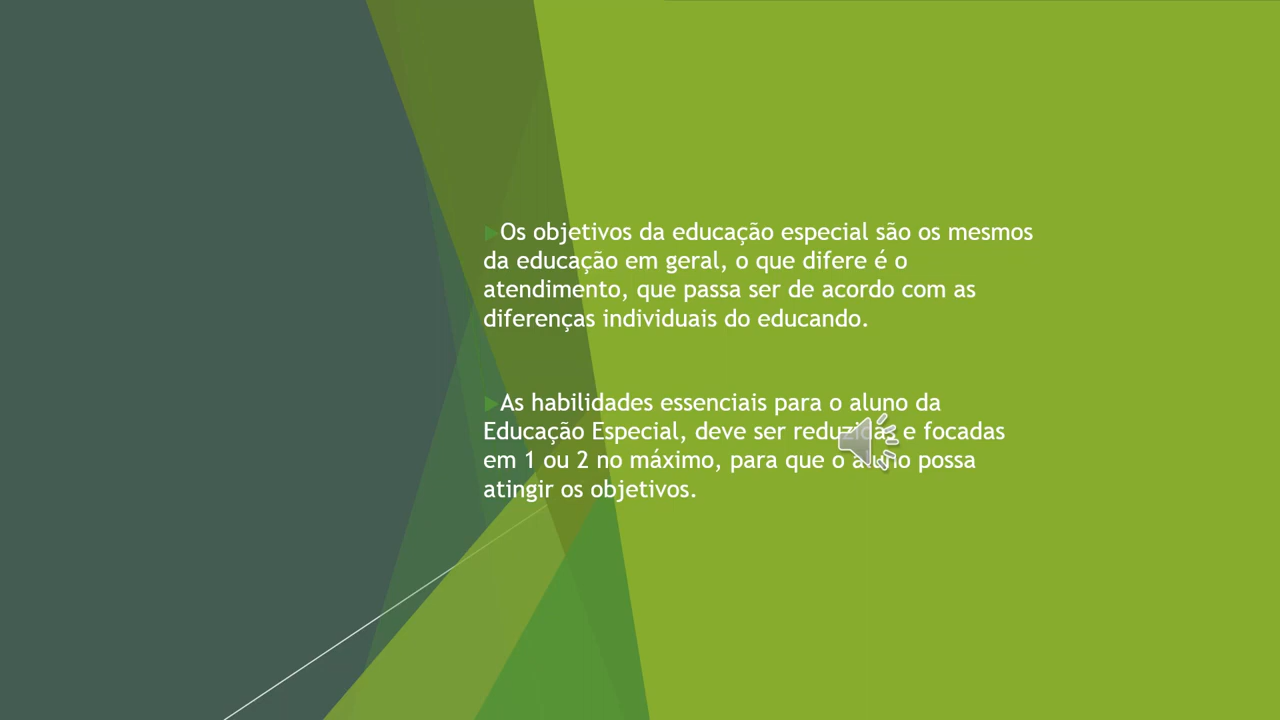 Os objetivos da educação especial são os mesmos
da educação em geral, o que difere é o
atendimento, que passa ser de acordo com as
diferenças individuais do educando.
As habilidades essenciais para o aluno da
Educação Especial, deve ser reduzidas e focadas
em 1 ou 2 no máximo, para que o aluno possa
atingir os objetivos.